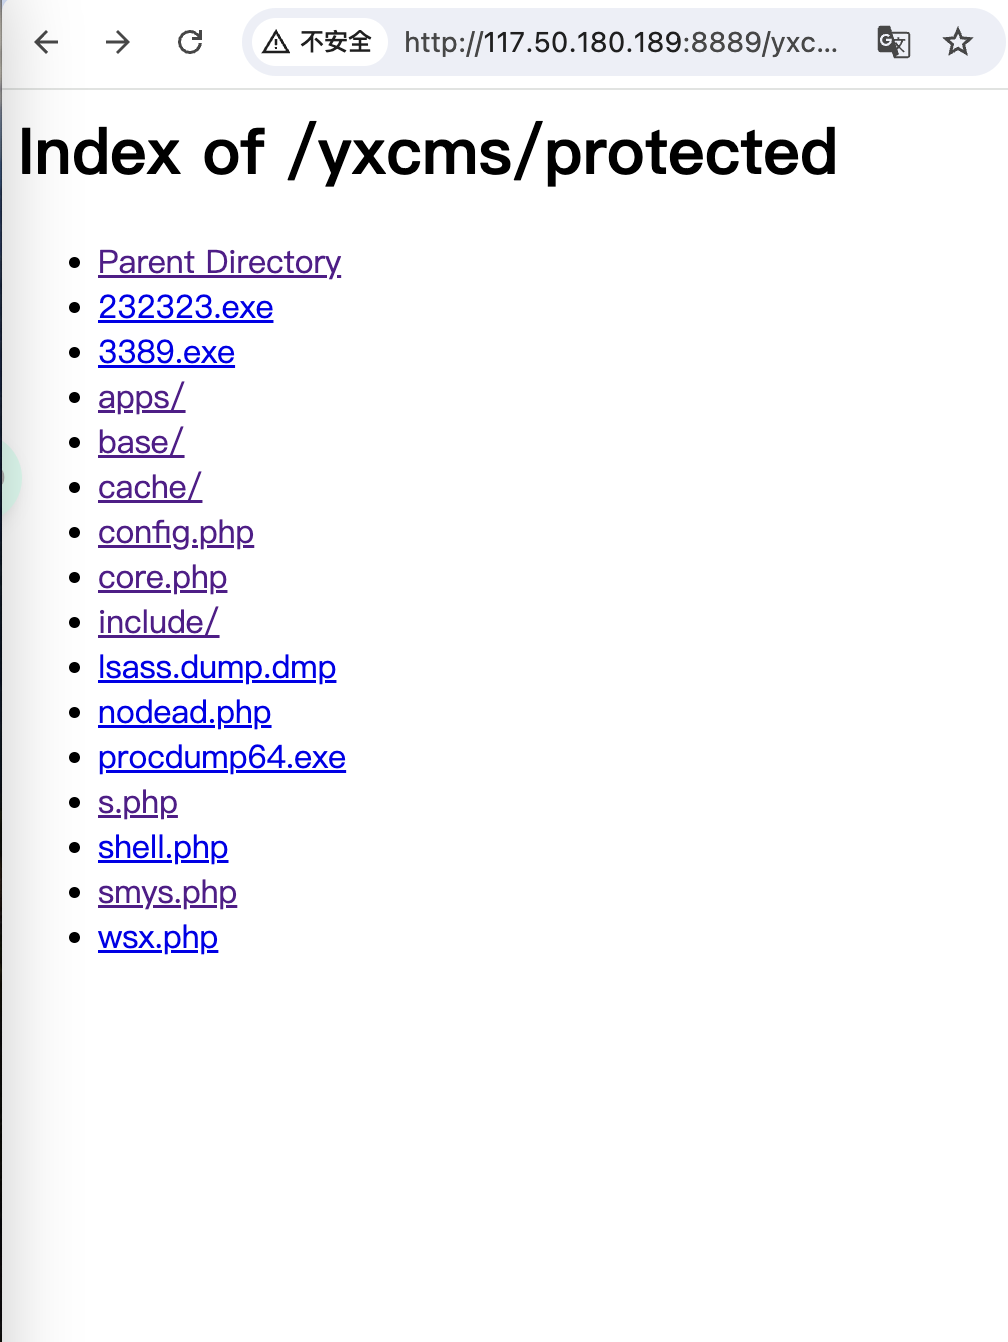 不安全 http://117.50.180.189:8889/yxc...
Index of /yxcms/protected
Parent Directory
232323.exe
3389.exe
apps/
base/
cache/
config.php
core.php
include/
lsass.dump.dmp
nodead.php
procdump64.exe
s.php
shell.php
smys.php
wsx.php